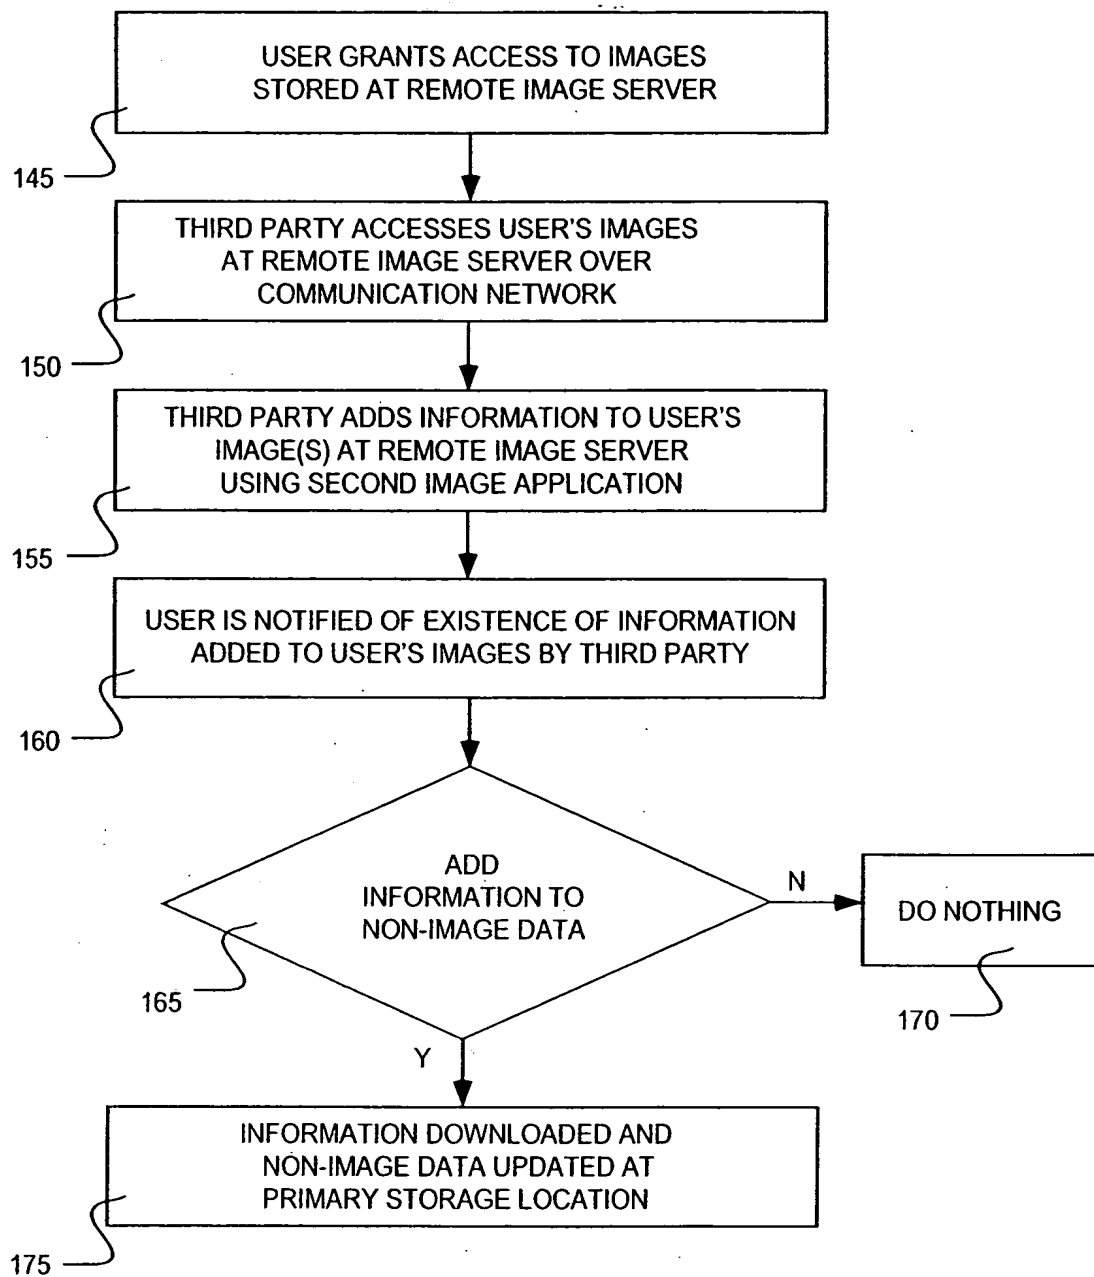 USER GRANTS ACCESS TO IMAGES
STORED AT REMOTE IMAGE SERVER
145
THIRD PARTY ACCESSES USER'S IMAGES
AT REMOTE IMAGE SERVER OVER
COMMUNICATION NETWORK
150
THIRD PARTY ADDS INFORMATION TO USER'S
IMAGE(S) AT REMOTE IMAGE SERVER
USING SECOND IMAGE APPLICATION
155
USER IS NOTIFIED OF EXISTENCE OF INFORMATION
ADDED TO USER'S IMAGES BY THIRD PARTY
160
ADD
INFORMATION TO
NON-IMAGE DATA
165
N
DO NOTHING
170
Y
INFORMATION DOWNLOADED AND
NON-IMAGE DATA UPDATED AT
PRIMARY STORAGE LOCATION
175